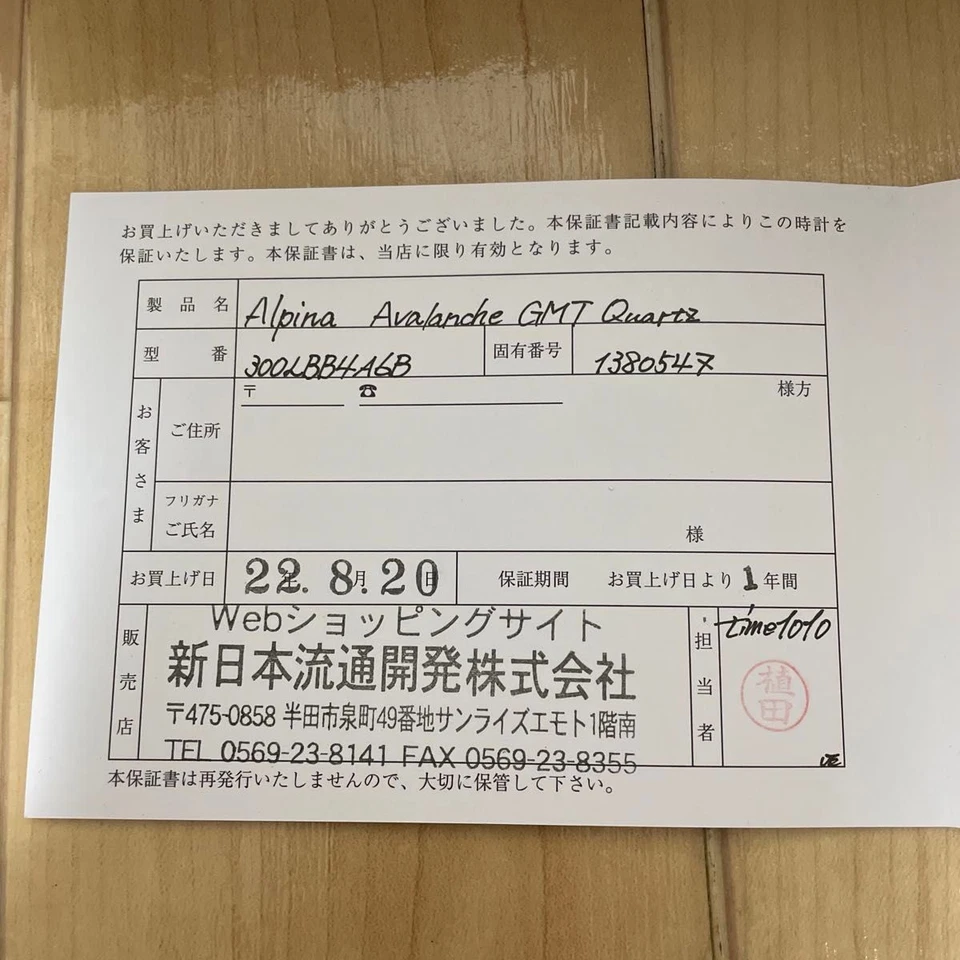 お買上げいただきましてありがとうございました。本保証書記載内容によりこの時計を
保証いたします。本保証書は、当店に限り有効となります。
製品名 Alpina Avalanche GMT Quartz
型番 300LBB4A6B 固有番号 1380547
お客さま
〒 ☎ 様方
ご住所
フリガナ
ご氏名 様
お買上げ日 22年.8月.20日 保証期間 お買上げ日より1年間
販売店
Webショッピングサイト
新日本流通開発株式会社
〒475-0858 半田市泉町49番地サンライズエモト1階南
TEL 0569-23-8141 FAX 0569-23-8355
担当者 time1010
植田
本保証書は再発行いたしませんので、大切に保管して下さい。